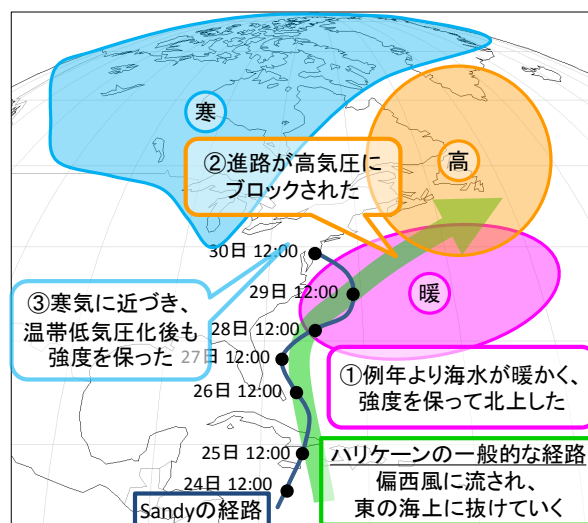 寒
②進路が高気圧に
ブロックされた
高
30日 12:00
29日 12:00
暖
③寒気に近づき、
温帯低気圧化後も
強度を保った
28日 12:00
27日 12:00
26日 12:00
①例年より海水が暖かく、
強度を保って北上した
25日 12:00
24日 12:00
Sandyの経路
ハリケーンの一般的な経路
偏西風に流され、
東の海上に抜けていく